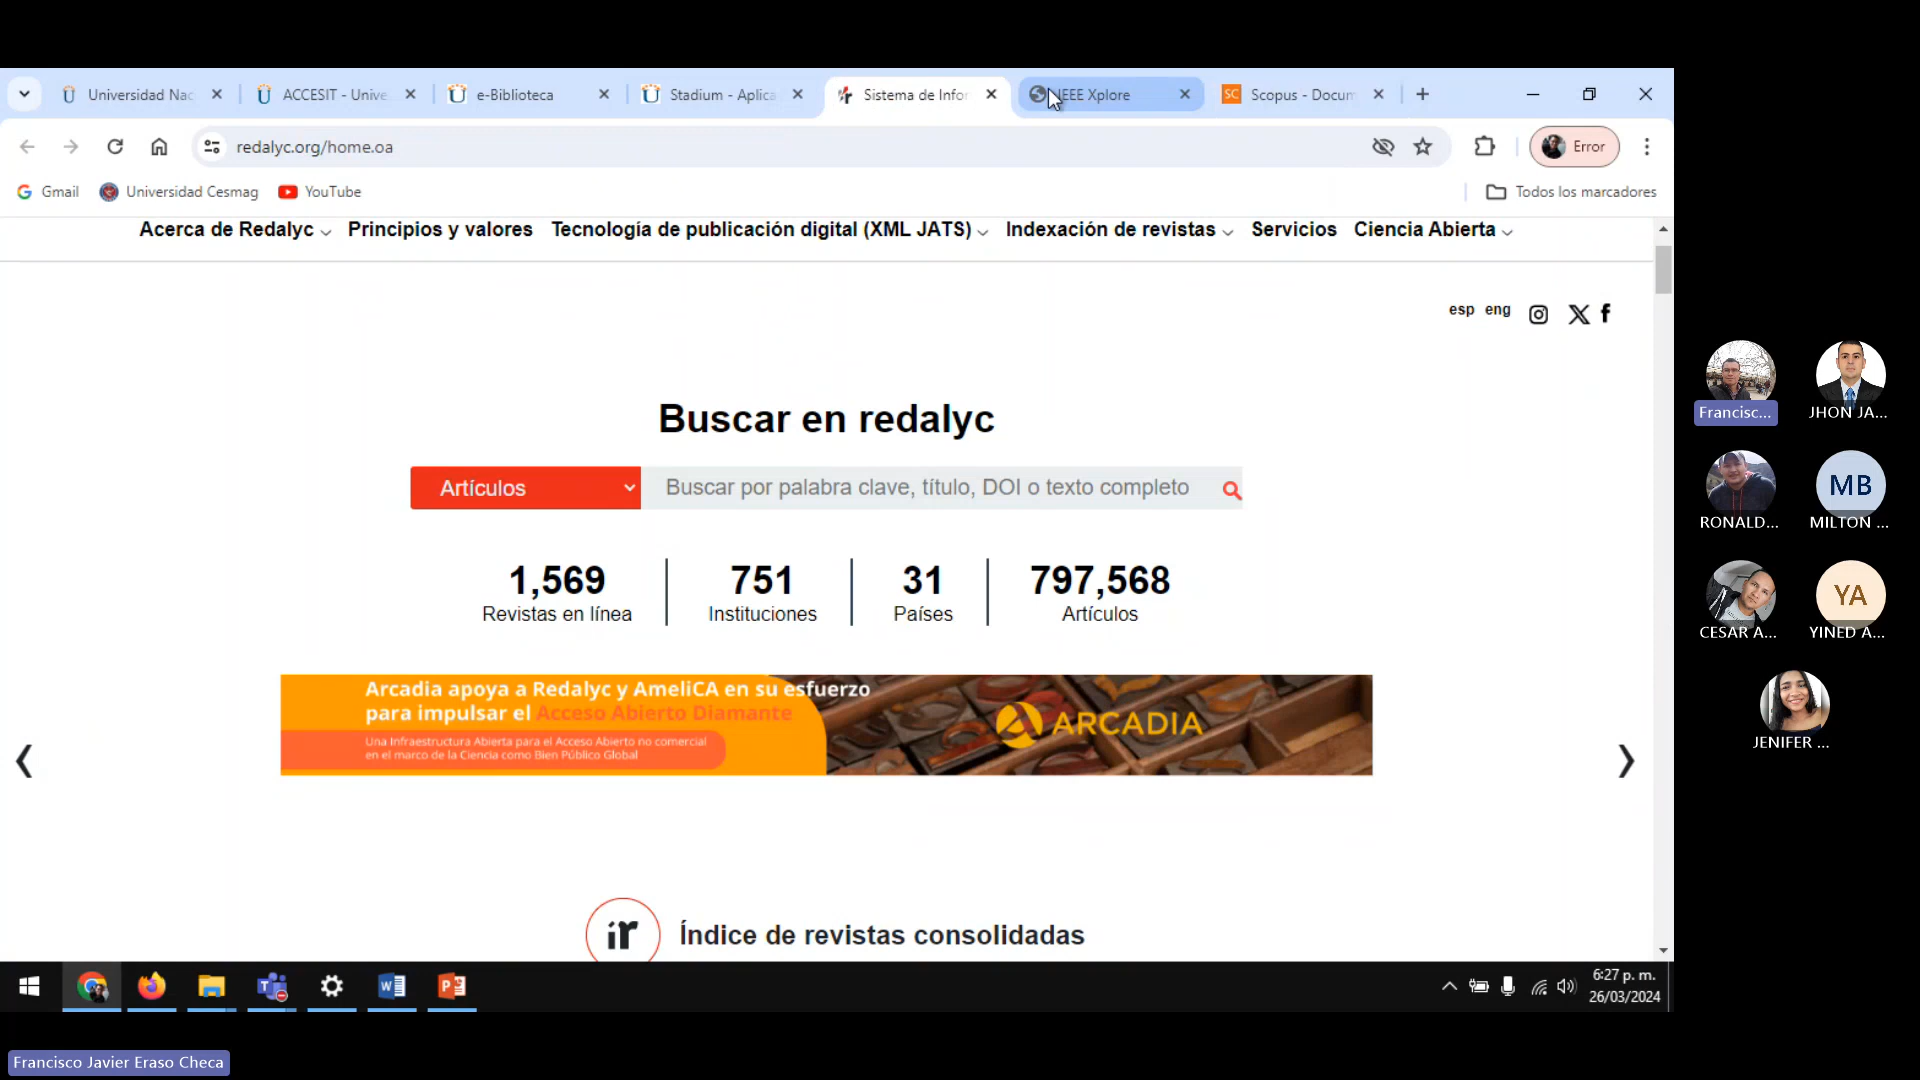 Universidad Nac
ACCESIT - Unive
e-Biblioteca
Stadium - Aplica
Sistema de Infor
IEEE Xplore
SC
Scopus - Docum
redalyc.org/home.oa
Error
Gmail
Universidad Cesmag
YouTube
Todos los marcadores
Acerca de Redalyc
Principios y valores
Tecnología de publicación digital (XML JATS)
Indexación de revistas
Servicios
Ciencia Abierta
esp eng
Buscar en redalyc
Artículos
Buscar por palabra clave, título, DOI o texto completo
1,569
Revistas en línea
751
Instituciones
31
Países
797,568
Artículos
Arcadia apoya a Redalyc y AmeliCA en su esfuerzo
para impulsar el Acceso Abierto Diamante
Una Infraestructura Abierta para el Acceso Abierto no comercial
en el marco de la Ciencia como Bien Público Global
ARCADIA
ir
Índice de revistas consolidadas
6:27 p. m.
26/03/2024
Francisc...
JHON JA...
RONALD...
MB
MILTON ...
CESAR A...
YA
YINED A...
JENIFER ...
Francisco Javier Eraso Checa